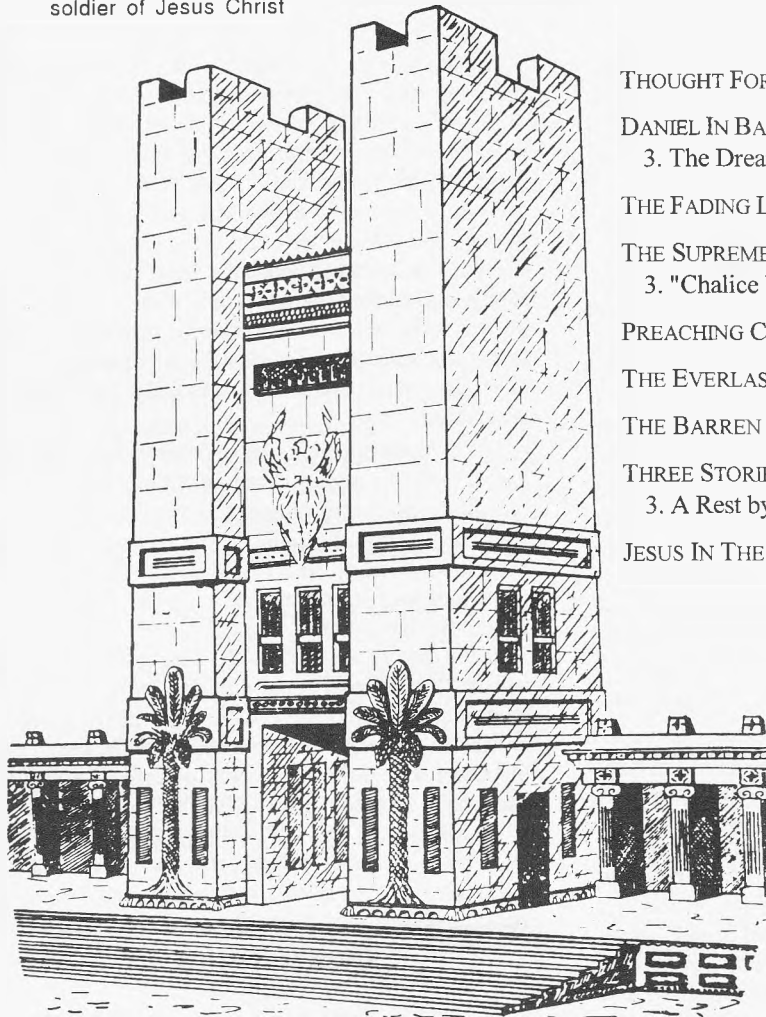 soldier of Jesus Christ
THOUGHT FOR
DANIEL IN BA
3. The Drea
THE FADING L
THE SUPREME
3. "Chalice
PREACHING C
THE EVERLAS
THE BARREN
THREE STORIE
3. A Rest by
JESUS IN THE